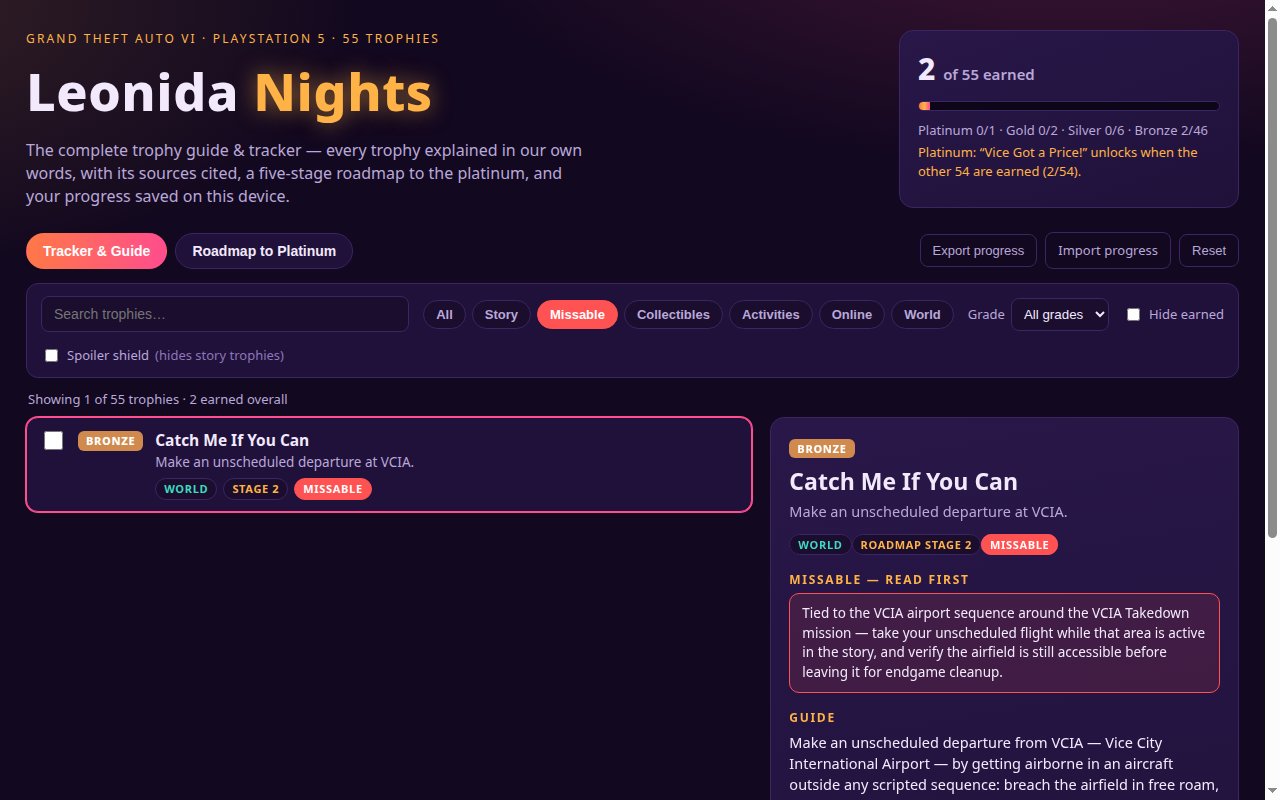 GRAND THEFT AUTO VI · PLAYSTATION 5 · 55 TROPHIES
Leonida Nights
The complete trophy guide & tracker — every trophy explained in our own
words, with its sources cited, a five-stage roadmap to the platinum, and
your progress saved on this device.
2 of 55 earned
Platinum 0/1 · Gold 0/2 · Silver 0/6 · Bronze 2/46
Platinum: “Vice Got a Price!” unlocks when the
other 54 are earned (2/54).
Tracker & Guide
Roadmap to Platinum
Export progress
Import progress
Reset
Search trophies…
All
Story
Missable
Collectibles
Activities
Online
World
Grade
All grades
Hide earned
Spoiler shield (hides story trophies)
Showing 1 of 55 trophies · 2 earned overall
BRONZE
Catch Me If You Can
Make an unscheduled departure at VCIA.
WORLD
STAGE 2
MISSABLE
BRONZE
Catch Me If You Can
Make an unscheduled departure at VCIA.
WORLD
ROADMAP STAGE 2
MISSABLE
MISSABLE — READ FIRST
Tied to the VCIA airport sequence around the VCIA Takedown
mission — take your unscheduled flight while that area is active
in the story, and verify the airfield is still accessible before
leaving it for endgame cleanup.
GUIDE
Make an unscheduled departure from VCIA — Vice City
International Airport — by getting airborne in an aircraft
outside any scripted sequence: breach the airfield in free roam,